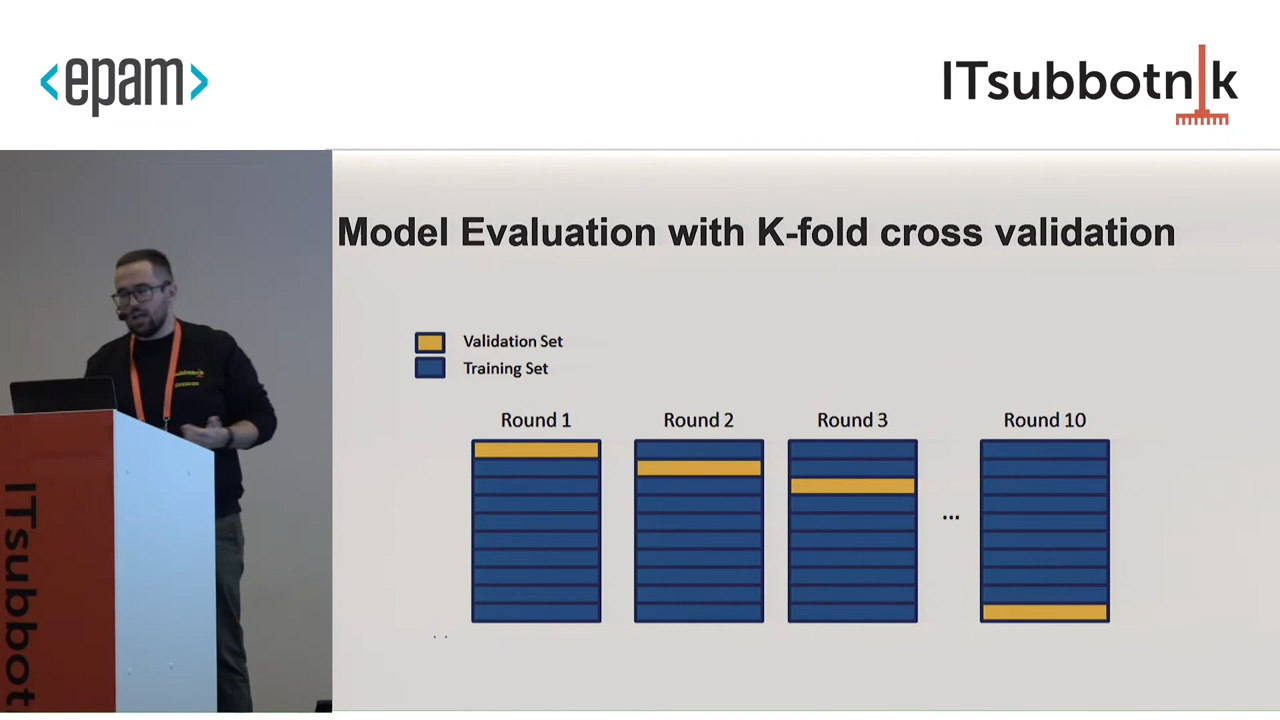 <epam>
ITsubbotnik
Model Evaluation with K-fold cross validation
Validation Set
Training Set
Round 1 Round 2 Round 3 Round 10
...
ITsubbot